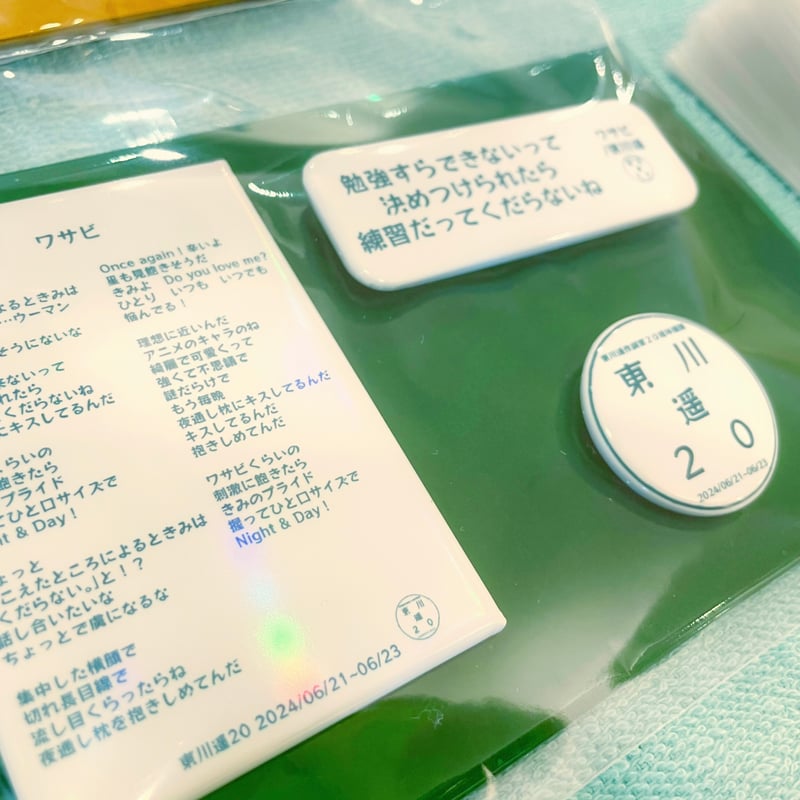 ワサビ
よるときみは
…ウーマン
そうにないな
ないって
れたら
くだらないね
にキスしてるんだ
らいの
飽きたら
プライド
てひと口サイズで
ht & Day!
ょっと
こえたところによるときみは
くだらない。」と!?
話し合いたいな
ちょっとで虜になるな
集中した横顔で
切れ長目線で
流し目くらったらね
夜通し枕を抱きしめてんだ
Once again!辛いよ
星も見飽きそうだ
きみよ Do you love me?
ひとり いつも いつでも
悩んでる!
理想に近いんだ
アニメのキャラのね
綺麗で可愛くって
強くて不思議で
謎だらけで
もう毎晩
夜通し枕にキスしてるんだ
キスしてるんだ
抱きしめてんだ
ワサビくらいの
刺激に飽きたら
きみのプライド
握ってひと口サイズで
Night & Day!
東川遥20
東川遥20 2024/06/21~06/23
勉強すらできないって
決めつけられたら
練習だってくだらないね
ワサビ
/東川遥
東川
遥
20
2024/06/21~06/23